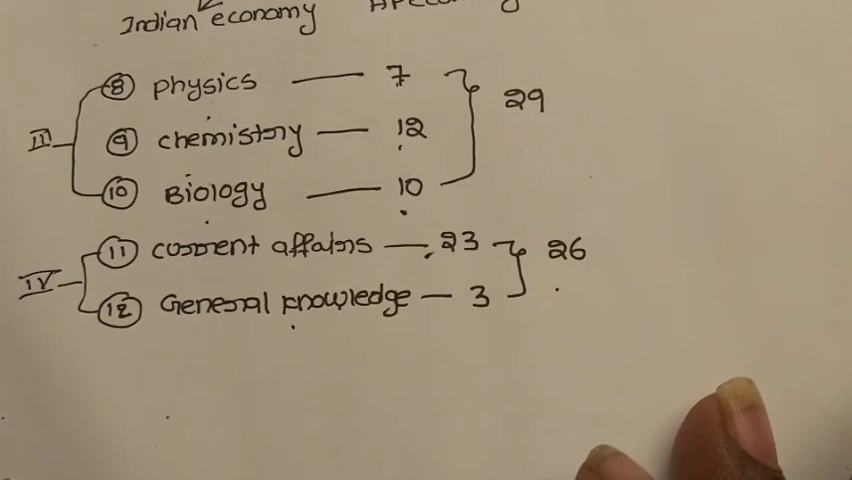 Indian economy
⑧ physics — 7
III ⑨ chemistry — 12 29
⑩ Biology — 10
⑪ current affairs — 23
IV 26
⑫ General knowledge — 3